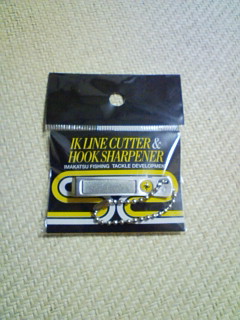 IK LINE CUTTER &
HOOK SHARPENER
IMAKATSU FISHING TACKLE DEVELOPMENT